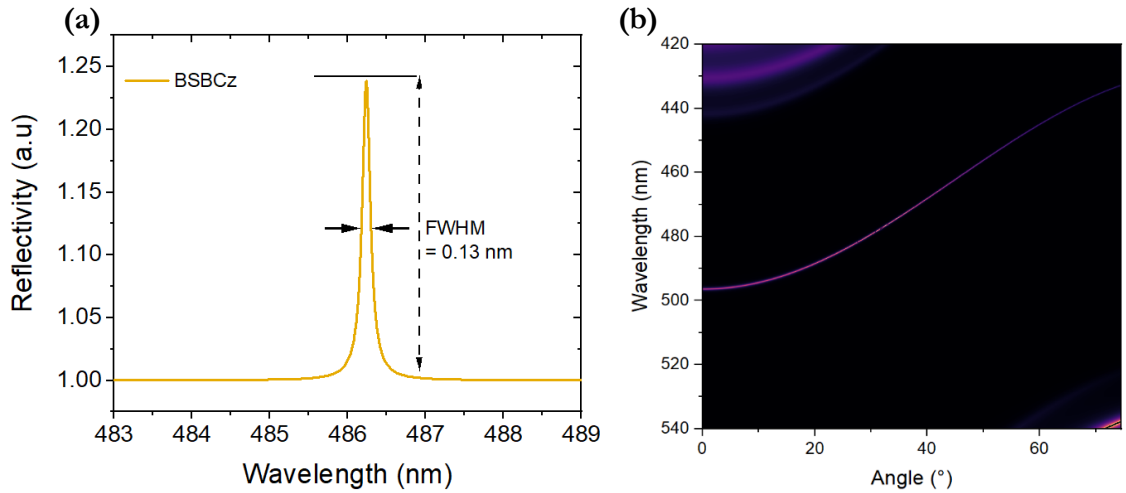 (a)
1.25
1.20
1.15
1.10
1.05
1.00
Reflectivity (a.u)
BSBCz
FWHM
= 0.13 nm
483 484 485 486 487 488 489
Wavelength (nm)
(b)
420
440
460
480
500
520
540
Wavelength (nm)
0 20 40 60
Angle (°)